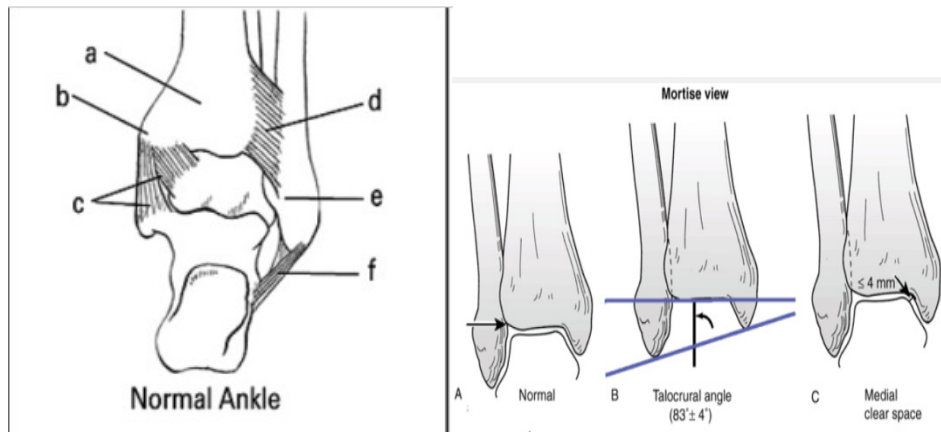 a
b
c
d
e
f
Normal Ankle
Mortise view
≤ 4 mm
A Normal
B Talocrural angle
(83°± 4°)
C Medial
clear space